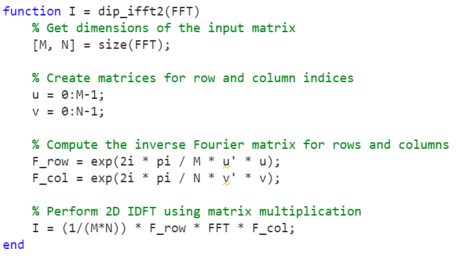 function I = dip_ifft2(FFT)
% Get dimensions of the input matrix
[M, N] = size(FFT);
% Create matrices for row and column indices
u = 0:M-1;
v = 0:N-1;
% Compute the inverse Fourier matrix for rows and columns
F_row = exp(2i * pi / M * u' * u);
F_col = exp(2i * pi / N * v' * v);
% Perform 2D IDFT using matrix multiplication
I = (1/(M*N)) * F_row * FFT * F_col;
end